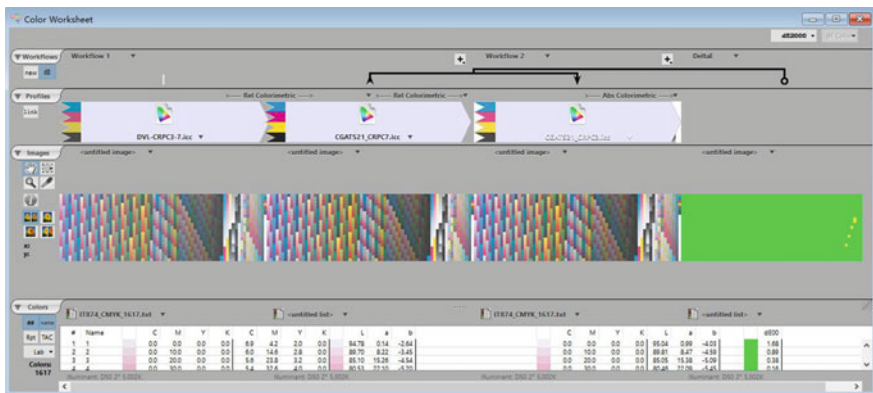 Color Worksheet
dE2000
Workflows Workflow 1 Workflow 2 DeltaE
new dE
Profiles Rel Colorimetric Rel Colorimetric Abs Colorimetric
link
DVL-CRPC3-7.icc CGATS21_CRPC7.icc
Images <untitled image> <untitled image> <untitled image> <untitled image>
x:
y:
Colors IT874_CMYK_1617.txt <untitled list> IT874_CMYK_1617.txt <untitled list>
## name
Rpt TAC
Lab
Colors:
1617
# Name C M Y K C M Y K L a b C M Y K L a b dE00
1 1 0.0 0.0 0.0 0.0 6.9 4.2 2.0 0.0 94.78 0.14 -2.64 0.0 0.0 0.0 0.0 95.04 0.99 -4.03 1.68
2 2 0.0 10.0 0.0 0.0 6.0 14.6 2.8 0.0 89.70 8.22 -3.45 0.0 10.0 0.0 0.0 89.81 8.47 -4.59 0.89
3 3 0.0 20.0 0.0 0.0 5.6 23.8 3.2 0.0 85.10 15.26 -4.54 0.0 20.0 0.0 0.0 85.05 15.38 -5.09 0.38
Illuminant: D50 2° Illuminant: D50 2° Illuminant: D50 2° Illuminant: D50 2°